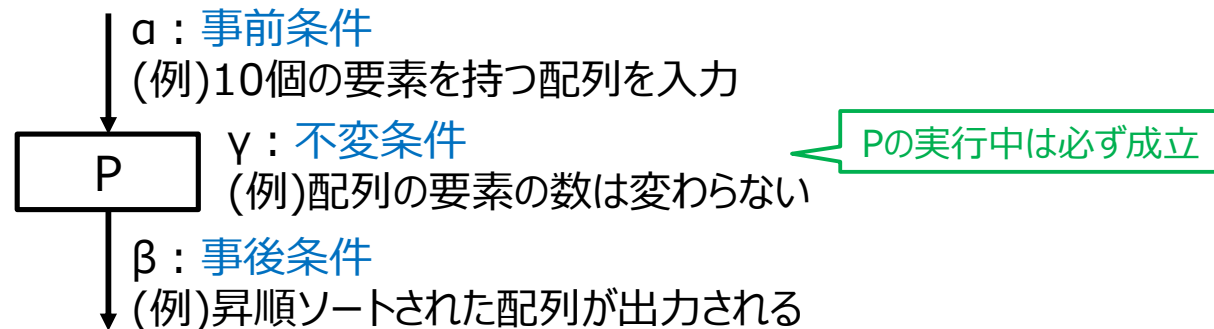 α：事前条件
(例)10個の要素を持つ配列を入力
P
γ：不変条件
(例)配列の要素の数は変わらない
Pの実行中は必ず成立
β：事後条件
(例)昇順ソートされた配列が出力される